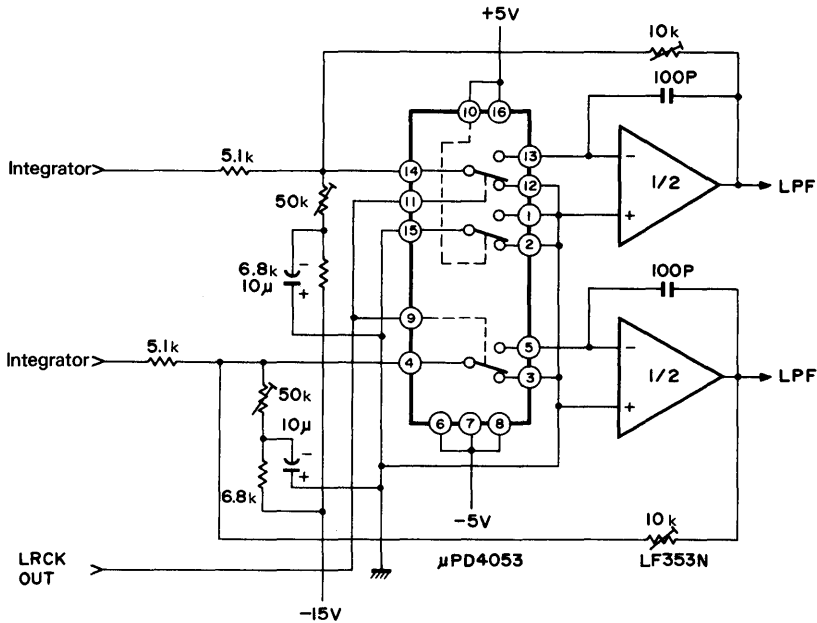 +5V
10k
100P
10
16
Integrator
5.1k
14
13
−
1/2
+
LPF
50k
11
12
15
1
2
6.8k
10μ
−
+
9
100P
Integrator
5.1k
4
5
3
−
1/2
+
LPF
50k
10μ
−
+
6.8k
6
7
8
−5V
10k
LRCK
OUT
μPD4053
LF353N
−15V